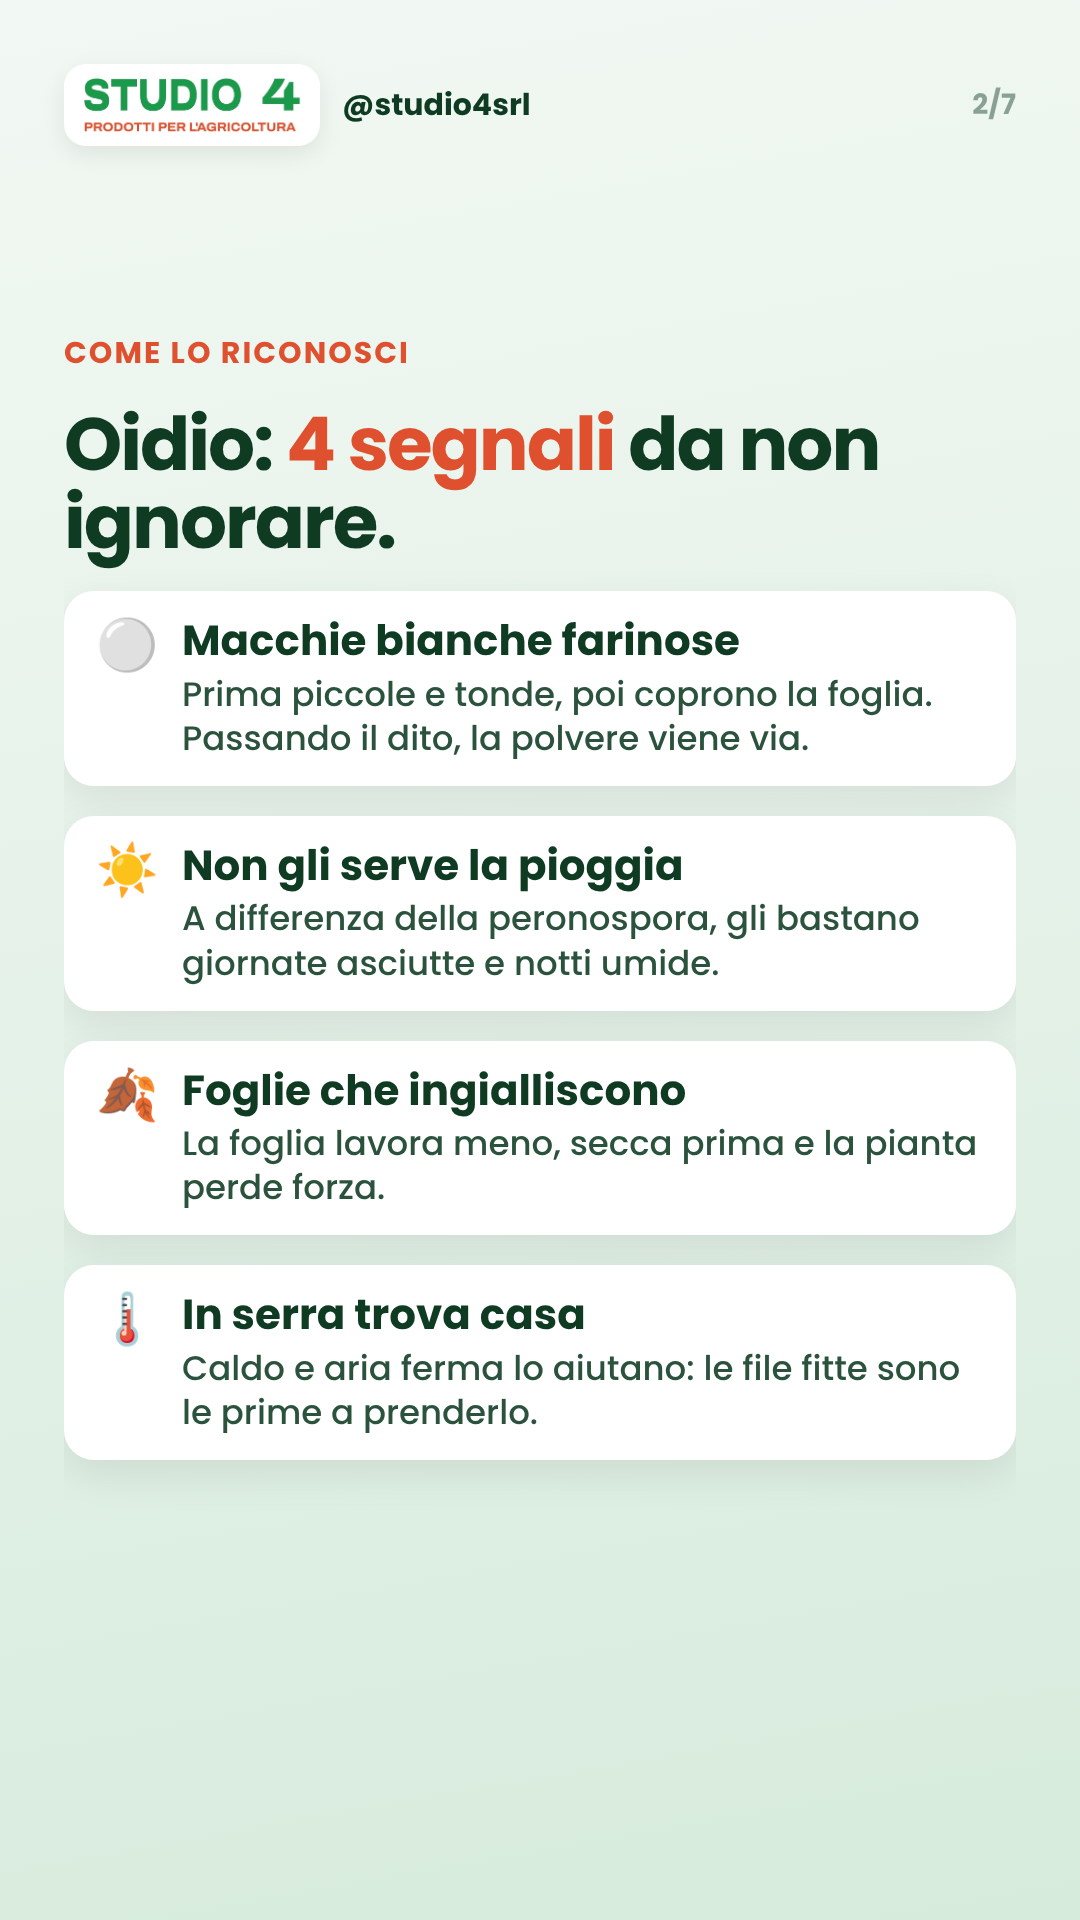 STUDIO 4
PRODOTTI PER L'AGRICOLTURA
@studio4srl
2/7
COME LO RICONOSCI
Oidio: 4 segnali da non
ignorare.
Macchie bianche farinose
Prima piccole e tonde, poi coprono la foglia.
Passando il dito, la polvere viene via.
Non gli serve la pioggia
A differenza della peronospora, gli bastano
giornate asciutte e notti umide.
Foglie che ingialliscono
La foglia lavora meno, secca prima e la pianta
perde forza.
In serra trova casa
Caldo e aria ferma lo aiutano: le file fitte sono
le prime a prenderlo.